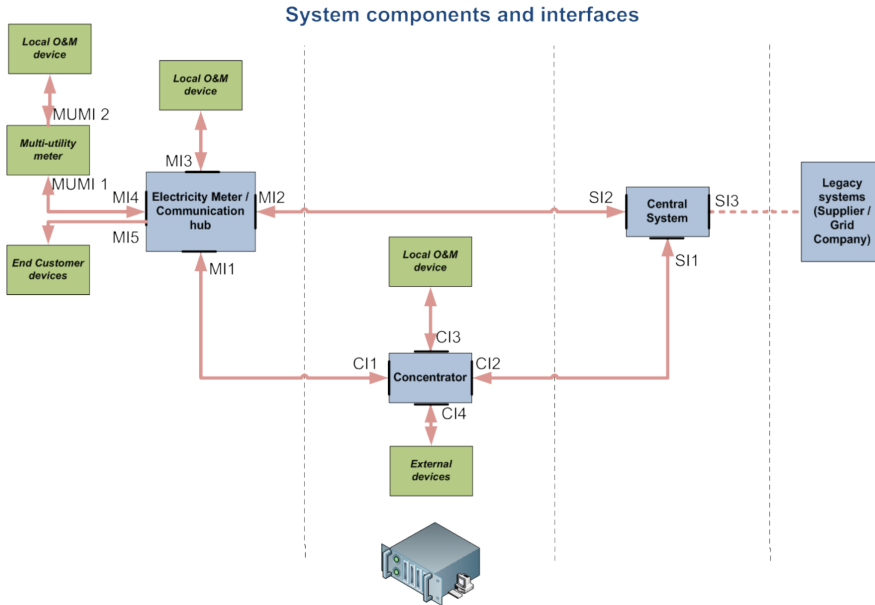 System components and interfaces
Local O&M
device
Local O&M
device
MUMI 2
Multi-utility
meter
MI3
MUMI 1
MI4
Electricity Meter /
Communication
hub
MI2
MI5
MI1
End Customer
devices
SI2
Central
System
SI3
SI1
Legacy
systems
(Supplier /
Grid
Company)
Local O&M
device
CI3
CI1
Concentrator
CI2
CI4
External
devices